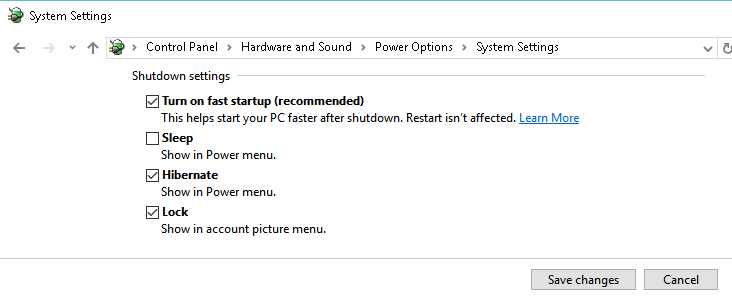 System Settings
Control Panel > Hardware and Sound > Power Options > System Settings
Shutdown settings
Turn on fast startup (recommended)
This helps start your PC faster after shutdown. Restart isn't affected. Learn More
Sleep
Show in Power menu.
Hibernate
Show in Power menu.
Lock
Show in account picture menu.
Save changes Cancel